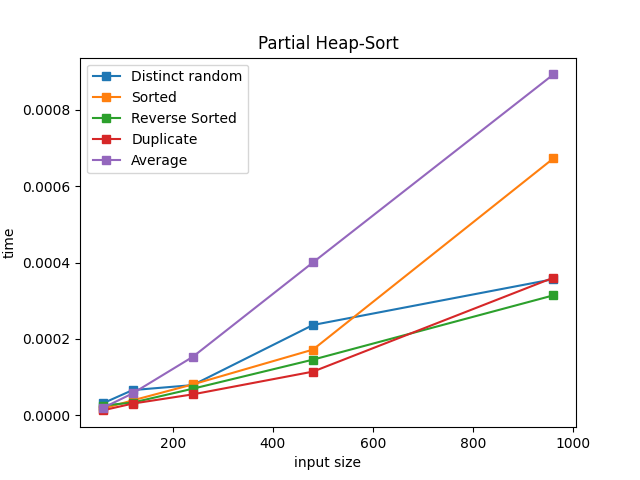 Partial Heap-Sort
Distinct random
Sorted
Reverse Sorted
Duplicate
Average
time
0.0008
0.0006
0.0004
0.0002
0.0000
200
400
600
800
1000
input size